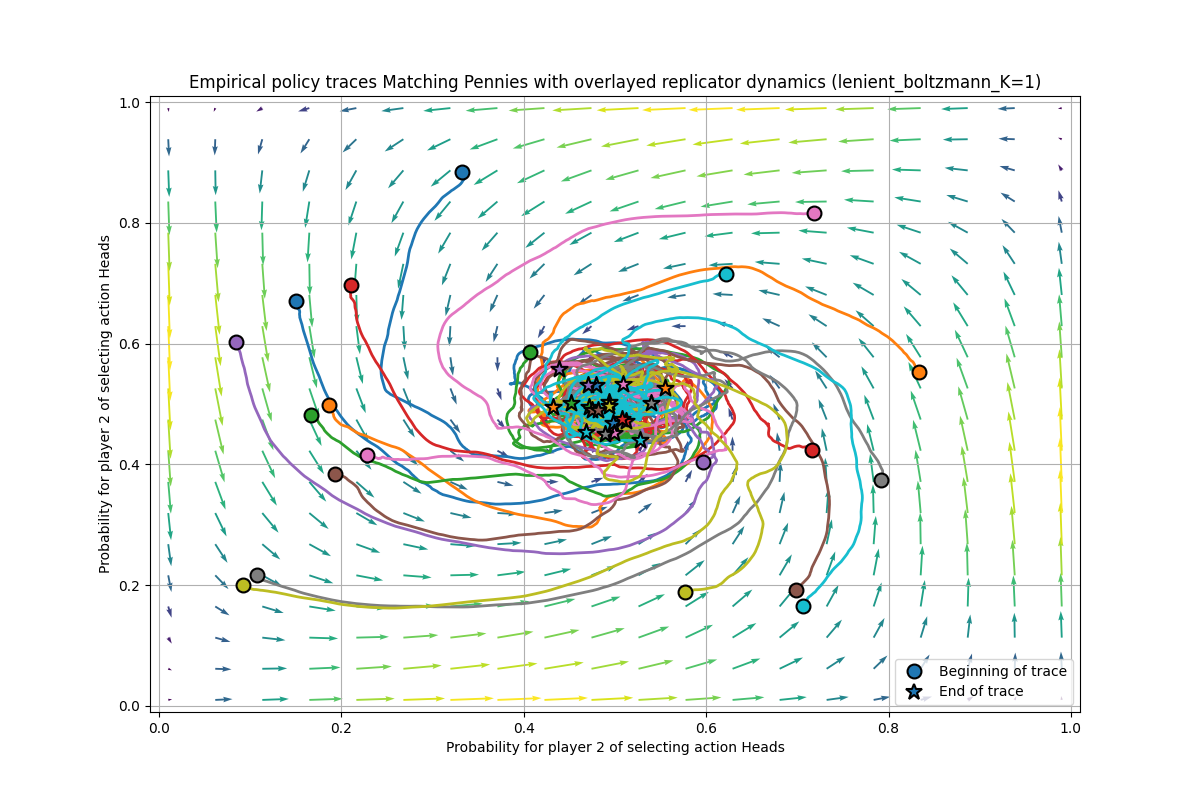 Empirical policy traces Matching Pennies with overlayed replicator dynamics (lenient_boltzmann_K=1)
Probability for player 2 of selecting action Heads
1.0
0.8
0.6
0.4
0.2
0.0
0.0 0.2 0.4 0.6 0.8 1.0
Probability for player 2 of selecting action Heads
Beginning of trace
End of trace